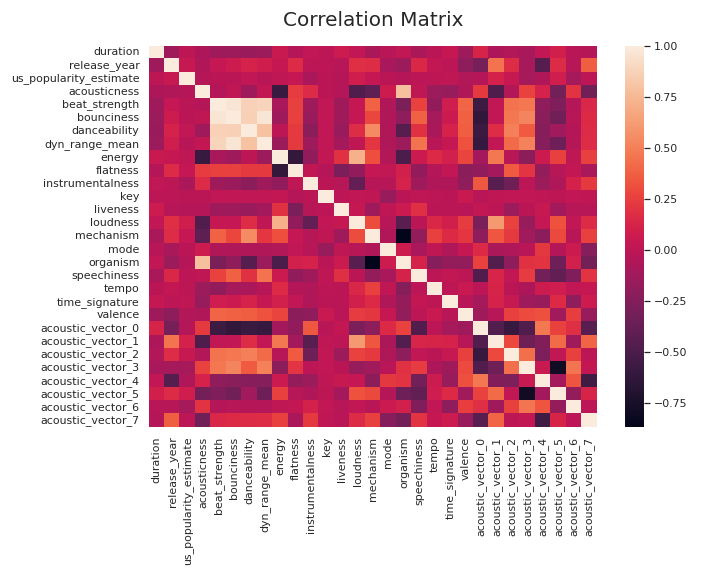 Correlation Matrix
duration
release_year
us_popularity_estimate
acousticness
beat_strength
bounciness
danceability
dyn_range_mean
energy
flatness
instrumentalness
key
liveness
loudness
mechanism
mode
organism
speechiness
tempo
time_signature
valence
acoustic_vector_0
acoustic_vector_1
acoustic_vector_2
acoustic_vector_3
acoustic_vector_4
acoustic_vector_5
acoustic_vector_6
acoustic_vector_7
duration
release_year
us_popularity_estimate
acousticness
beat_strength
bounciness
danceability
dyn_range_mean
energy
flatness
instrumentalness
key
liveness
loudness
mechanism
mode
organism
speechiness
tempo
time_signature
valence
acoustic_vector_0
acoustic_vector_1
acoustic_vector_2
acoustic_vector_3
acoustic_vector_4
acoustic_vector_5
acoustic_vector_6
acoustic_vector_7
1.00
0.75
0.50
0.25
0.00
−0.25
−0.50
−0.75